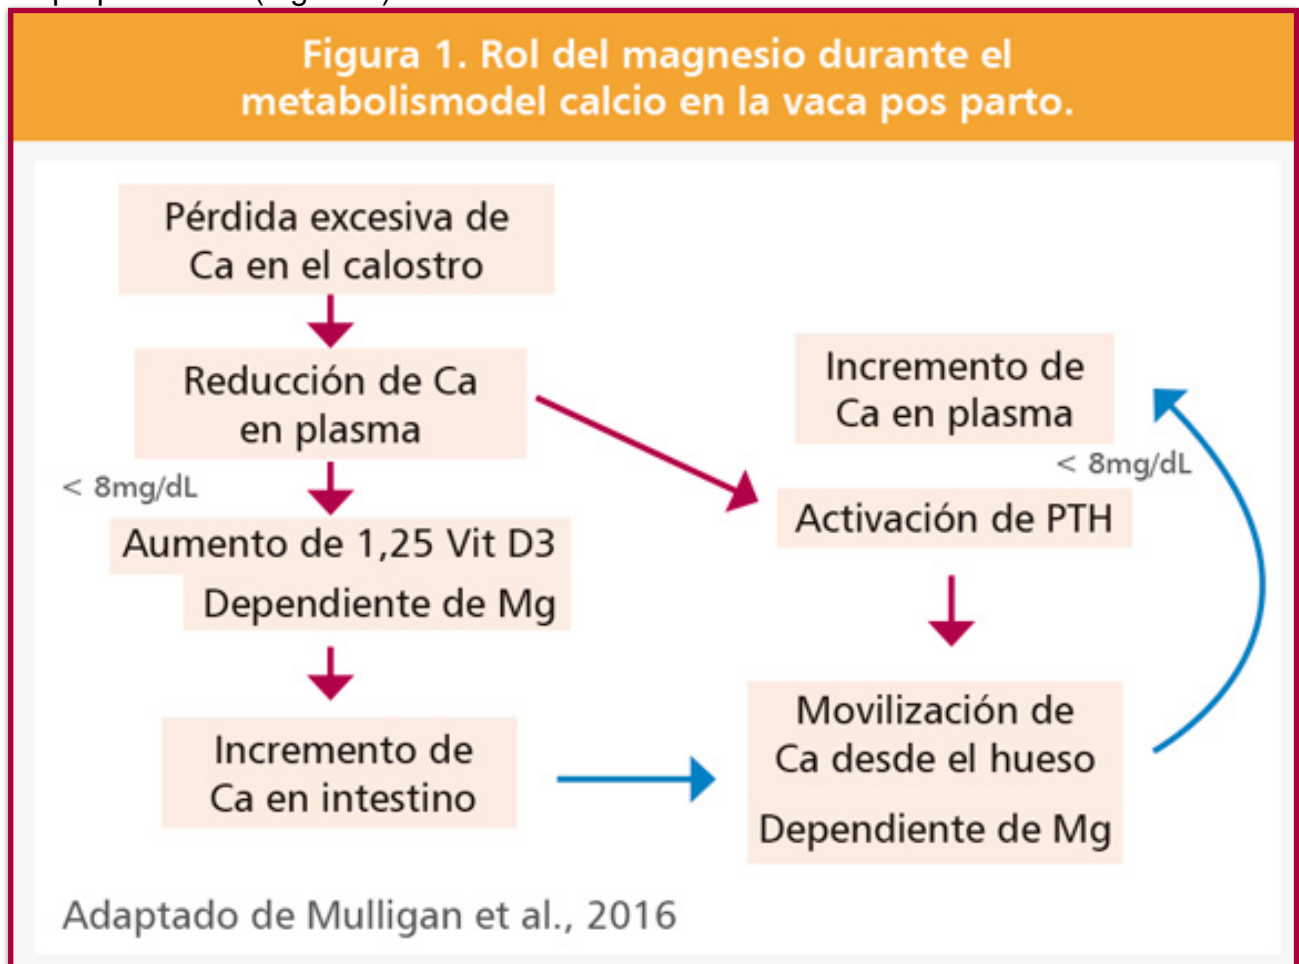 Figura 1. Rol del magnesio durante el
metabolismodel calcio en la vaca pos parto.
Pérdida excesiva de
Ca en el calostro
Reducción de Ca
en plasma
< 8mg/dL
Aumento de 1,25 Vit D3
Dependiente de Mg
Incremento de
Ca en intestino
Incremento de
Ca en plasma
< 8mg/dL
Activación de PTH
Movilización de
Ca desde el hueso
Dependiente de Mg
Adaptado de Mulligan et al., 2016